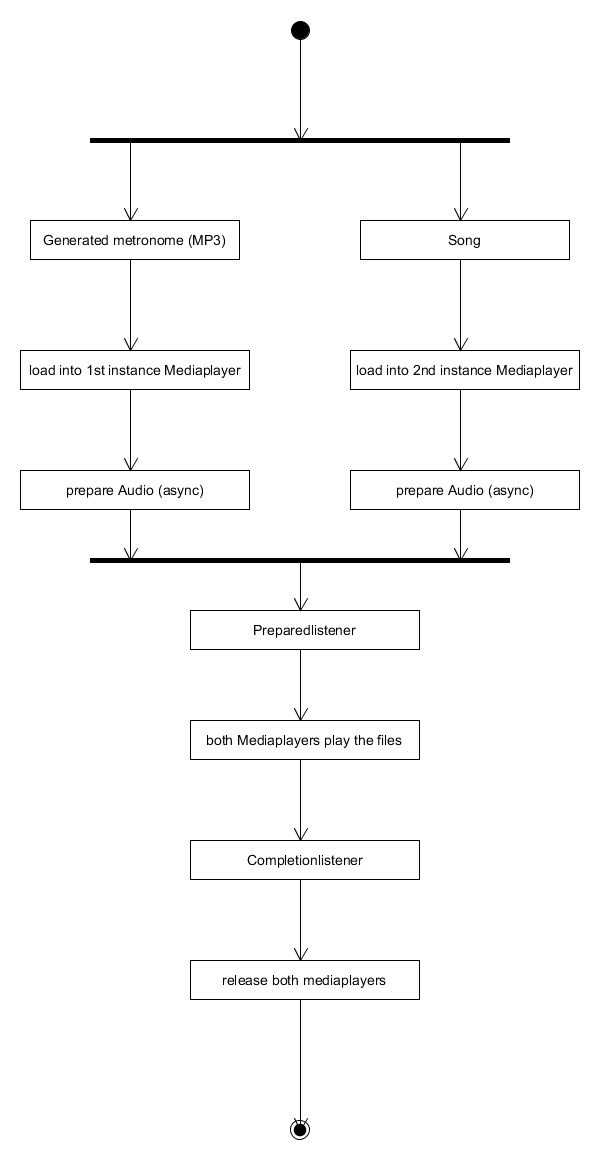 Generated metronome (MP3)
Song
load into 1st instance Mediaplayer
load into 2nd instance Mediaplayer
prepare Audio (async)
prepare Audio (async)
Preparedlistener
both Mediaplayers play the files
Completionlistener
release both mediaplayers